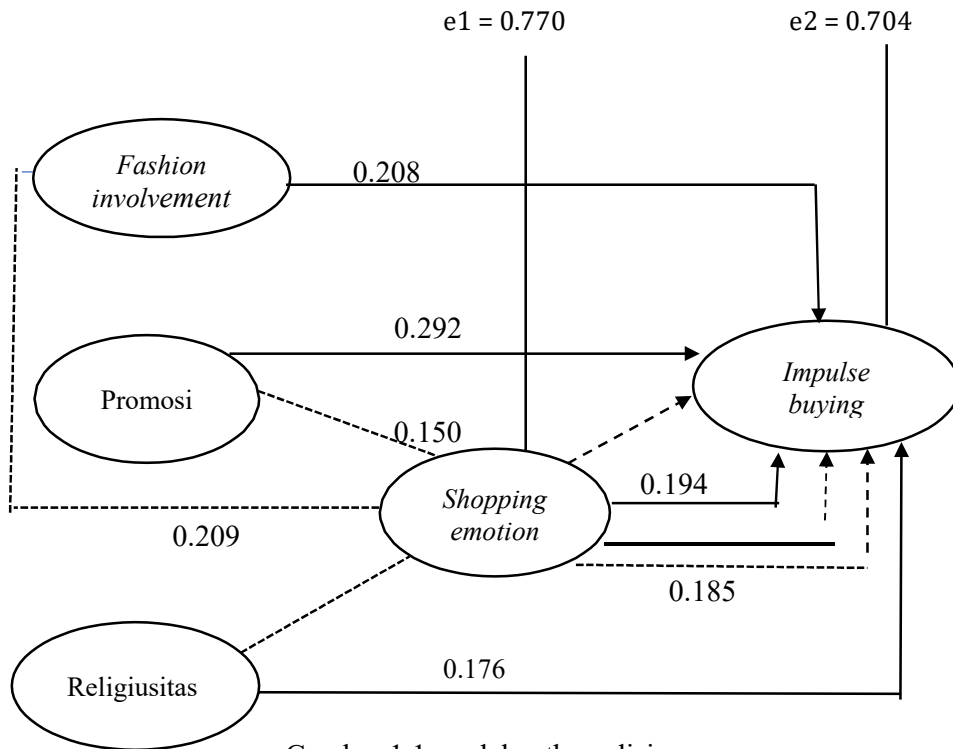 e1 = 0.770
e2 = 0.704
Fashion
involvement
0.208
0.292
Promosi
Impulse
buying
0.150
Shopping
emotion
0.194
0.209
0.185
Religiusitas
0.176